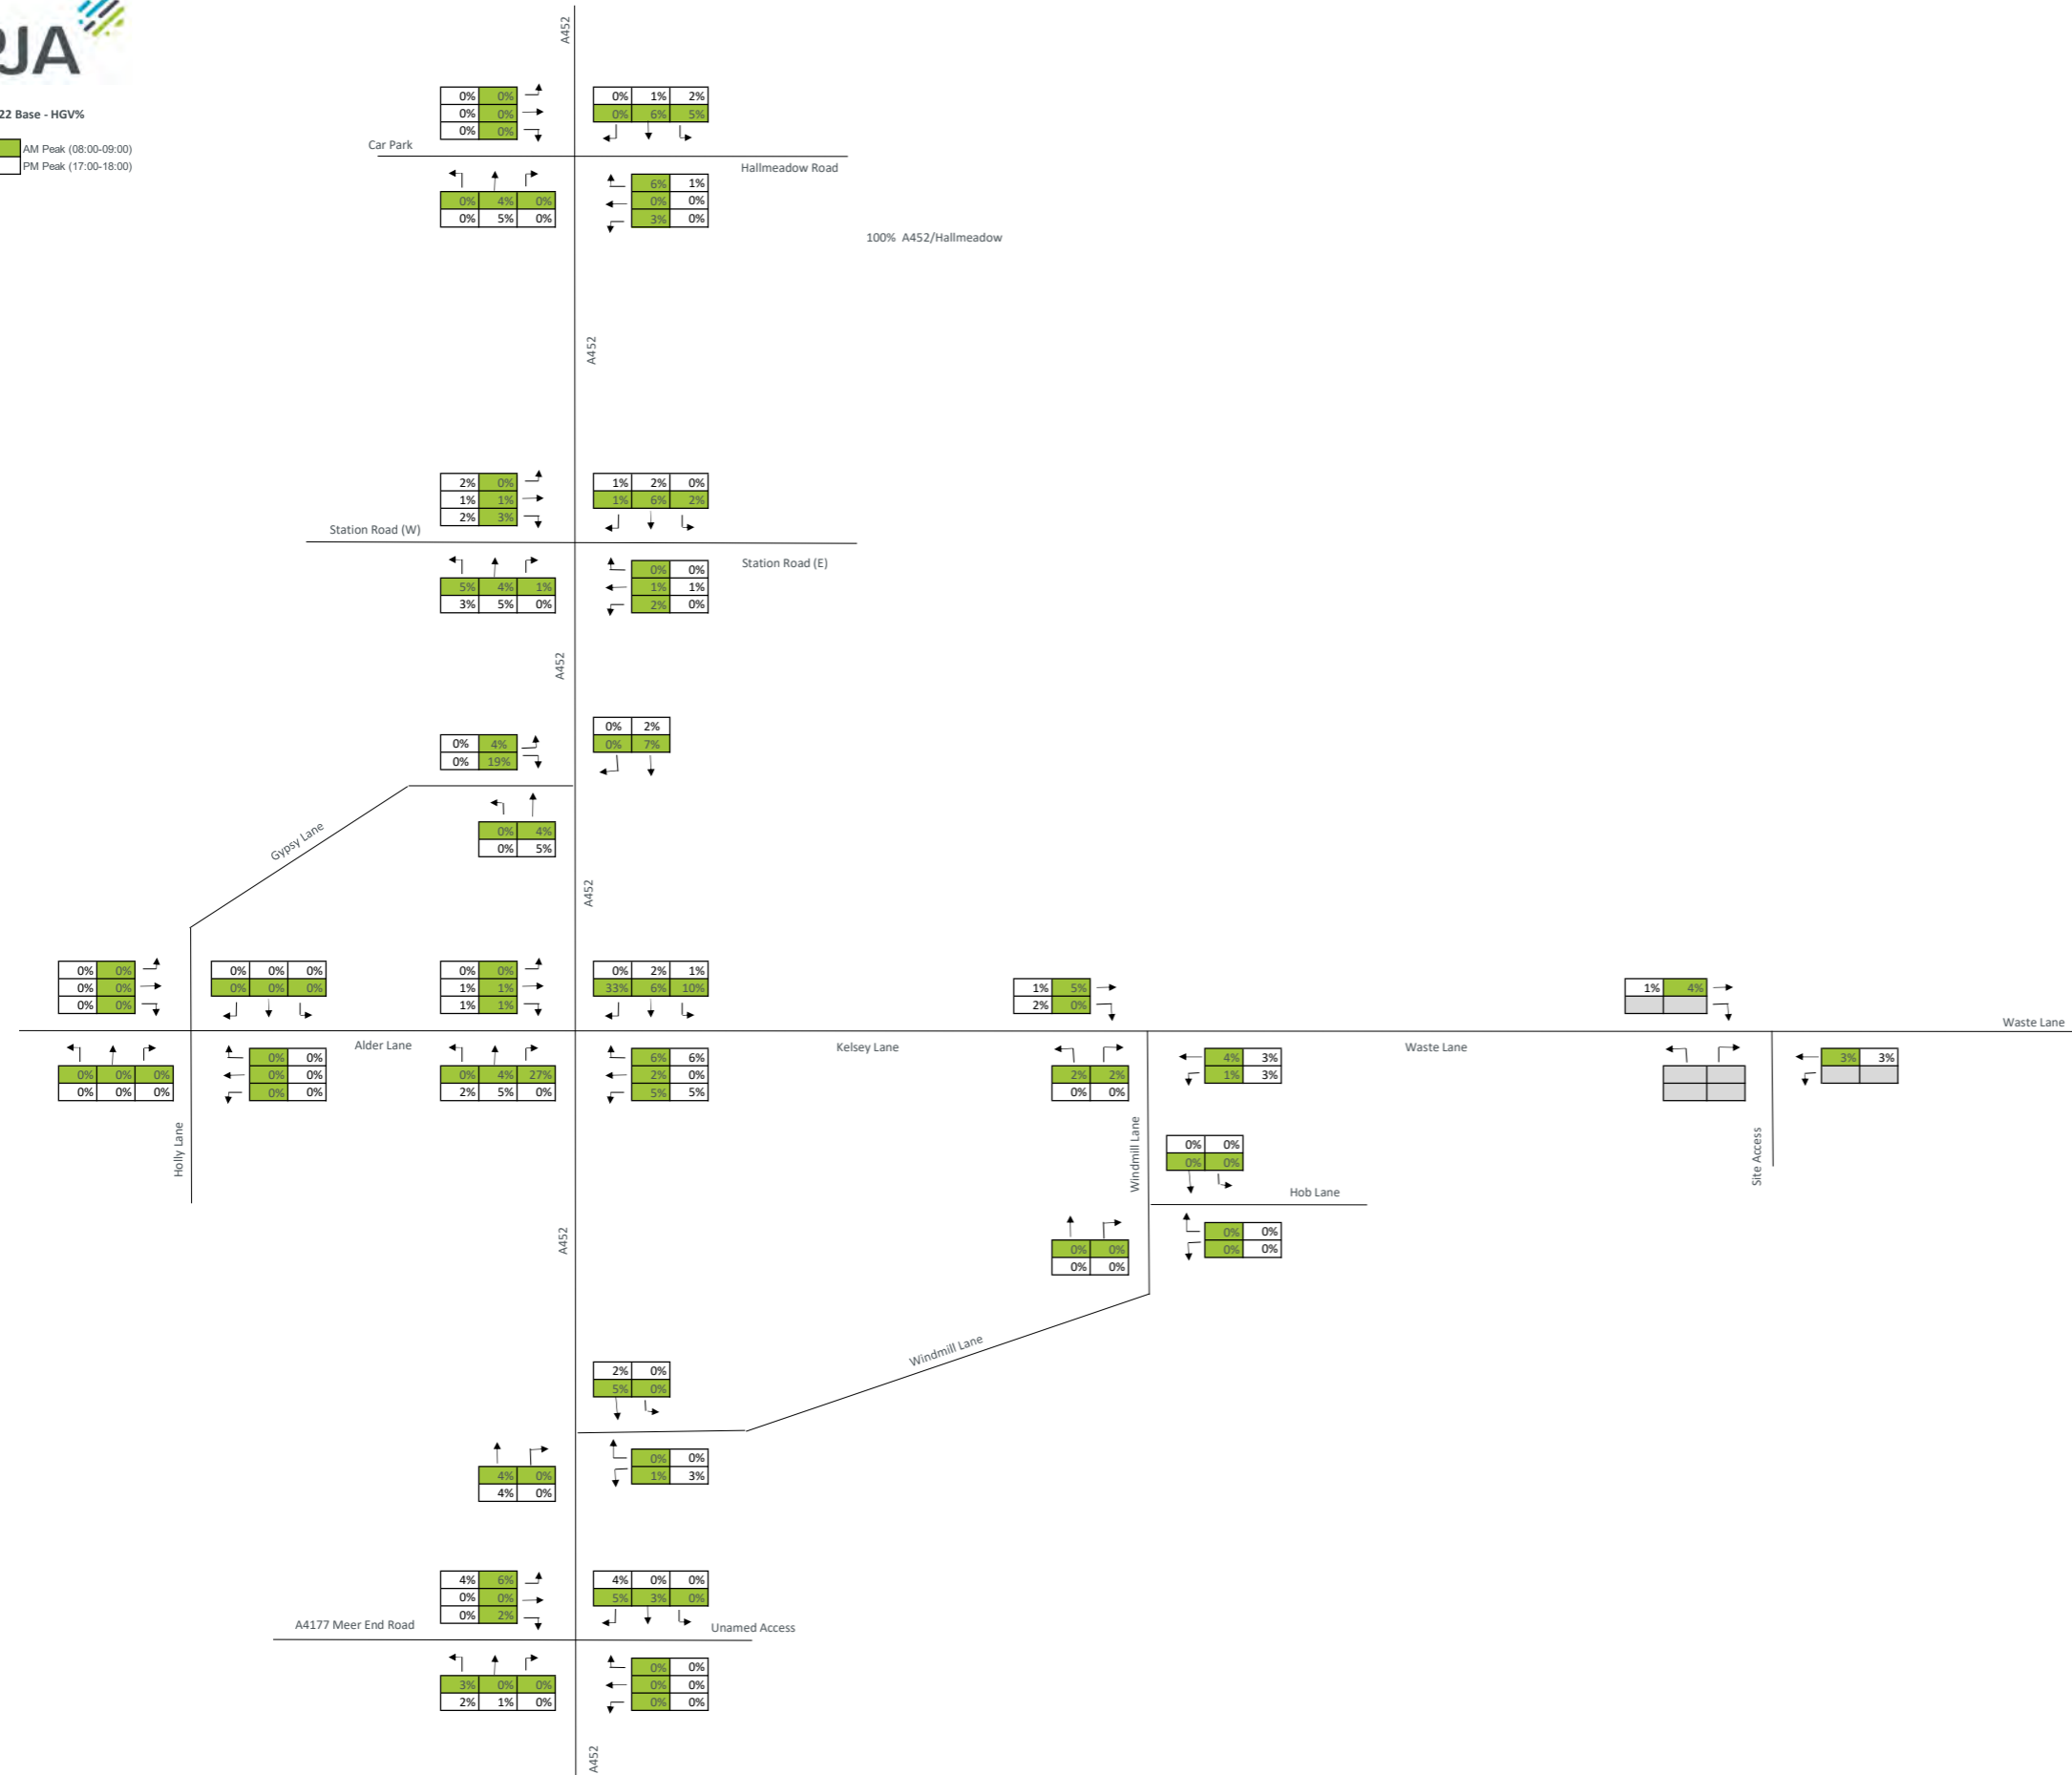 JA
22 Base - HGV%
AM Peak (08:00-09:00)
PM Peak (17:00-18:00)
A452
0% 0%
0% 0%
0% 0%
0% 1% 2%
0% 6% 5%
Car Park
Hallmeadow Road
0% 4% 0%
0% 5% 0%
6% 1%
0% 0%
3% 0%
100% A452/Hallmeadow
A452
2% 0%
1% 1%
2% 3%
1% 2% 0%
1% 6% 2%
Station Road (W)
Station Road (E)
5% 4% 1%
3% 5% 0%
0% 0%
1% 1%
2% 0%
A452
0% 4%
0% 19%
0% 2%
0% 7%
0% 4%
0% 5%
Gypsy Lane
A452
0% 0%
0% 0%
0% 0%
0% 0% 0%
0% 0% 0%
0% 0%
1% 1%
1% 1%
0% 2% 1%
33% 6% 10%
1% 5%
2% 0%
1% 4%
Waste Lane
Alder Lane
Kelsey Lane
Waste Lane
0% 0% 0%
0% 0% 0%
0% 0%
0% 0%
0% 0%
0% 4% 27%
2% 5% 0%
6% 6%
2% 0%
5% 5%
2% 2%
0% 0%
4% 3%
1% 3%
3% 3%
Holly Lane
Windmill Lane
Site Access
0% 0%
0% 0%
Hob Lane
A452
0% 0%
0% 0%
0% 0%
0% 0%
Windmill Lane
2% 0%
5% 0%
4% 0%
4% 0%
0% 0%
1% 3%
4% 6%
0% 0%
0% 2%
4% 0% 0%
5% 3% 0%
A4177 Meer End Road
Unamed Access
3% 0% 0%
2% 1% 0%
0% 0%
0% 0%
0% 0%
A452